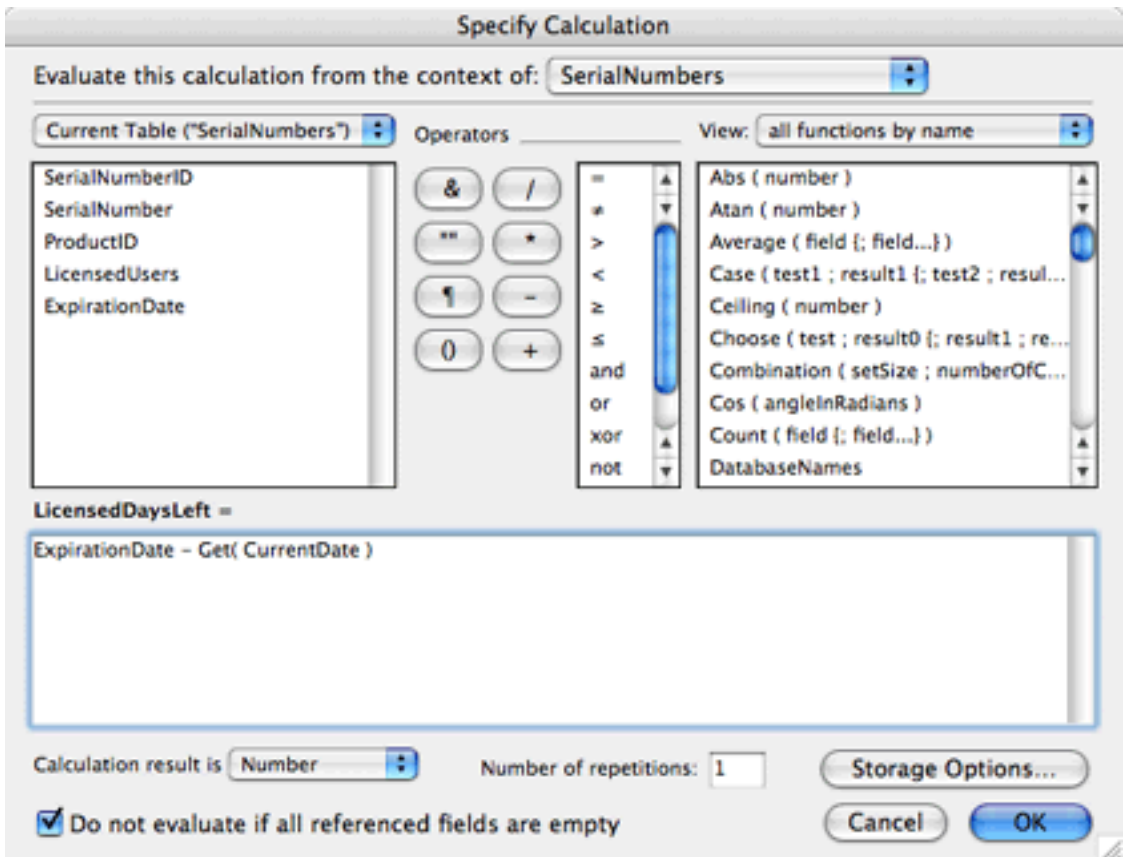 Specify Calculation
Evaluate this calculation from the context of: SerialNumbers
Current Table ("SerialNumbers")
Operators
View: all functions by name
SerialNumberID
SerialNumber
ProductID
LicensedUsers
ExpirationDate
& /
"" *
¶ -
() +
=
≠
>
<
≥
≤
and
or
xor
not
Abs ( number )
Atan ( number )
Average ( field {; field...} )
Case ( test1 ; result1 {; test2 ; resul...
Ceiling ( number )
Choose ( test ; result0 {; result1 ; re...
Combination ( setSize ; numberOfC...
Cos ( angleInRadians )
Count ( field {; field...} )
DatabaseNames
LicensedDaysLeft =
ExpirationDate - Get( CurrentDate )
Calculation result is Number
Number of repetitions: 1
Storage Options...
Do not evaluate if all referenced fields are empty
Cancel
OK